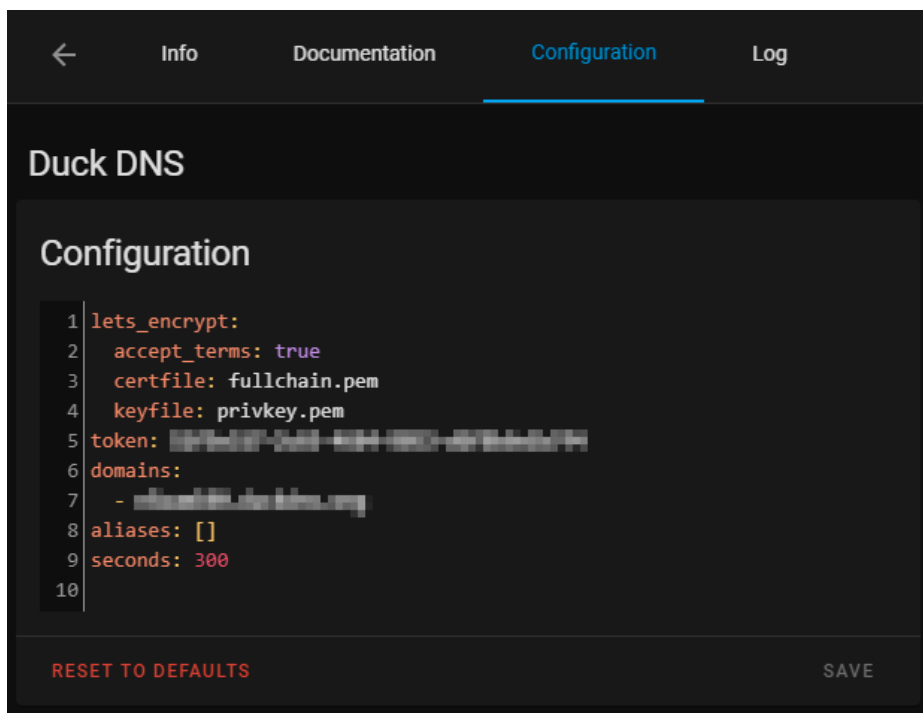 Info Documentation Configuration Log
Duck DNS
Configuration
1 lets_encrypt:
2 accept_terms: true
3 certfile: fullchain.pem
4 keyfile: privkey.pem
5 token:
6 domains:
7 -
8 aliases: []
9 seconds: 300
10
RESET TO DEFAULTS SAVE